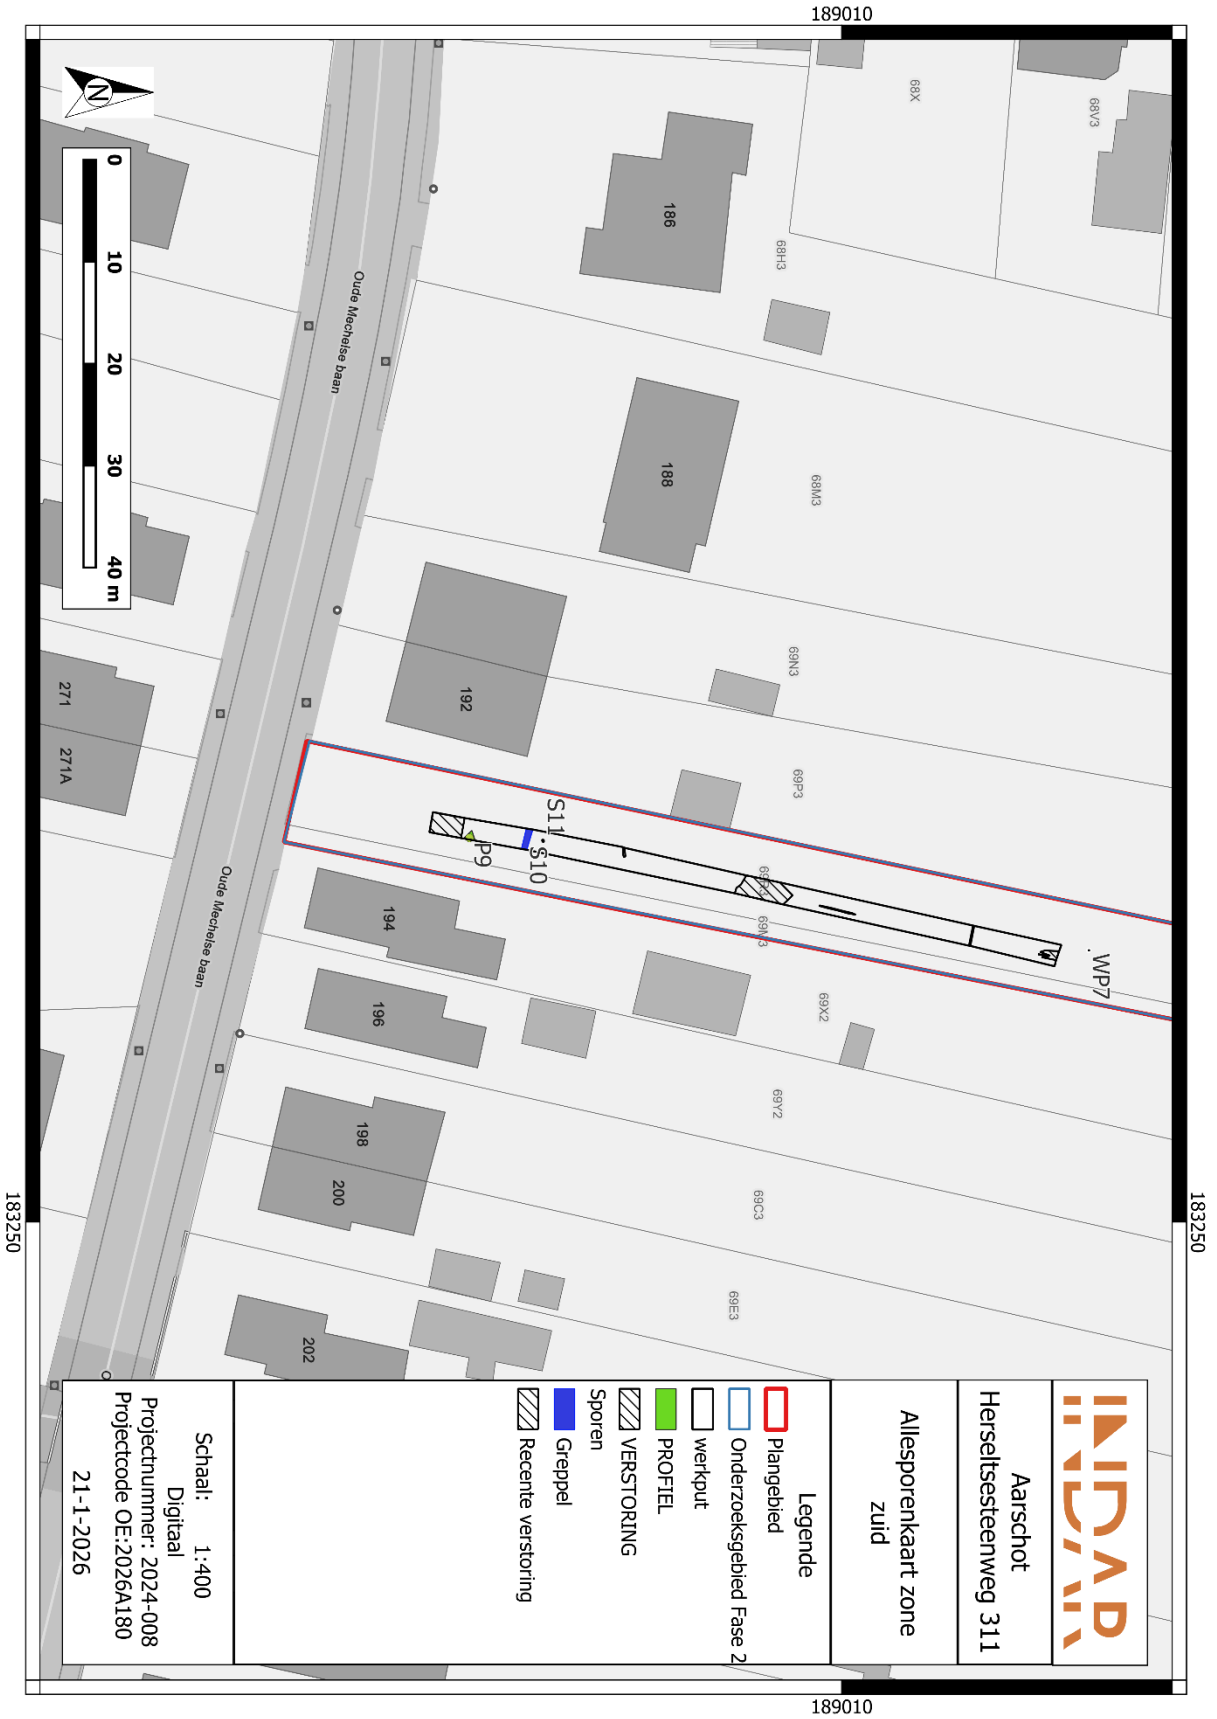 189010
189010
183250
183250
N
0 10 20 30 40 m
68X
68V3
186
68H3
Oude Mechelse baan
188
68M3
192
69N3
271
271A
69P3
S11
S10
P9
69M3
WP7
194
196
69X2
Oude Mechelse baan
69Y2
198
200
69C3
69E3
202
INDAR
Aarschot
Herseltsesteenweg 311
Allesporenkaart zone
zuid
Legende
Plangebied
Onderzoeksgebied Fase 2
werkput
PROFIEL
VERSTORING
Sporen
Greppel
Recente verstoring
Schaal: 1:400
Digitaal
Projectnummer: 2024-008
Projectcode OE:2026A180
21-1-2026